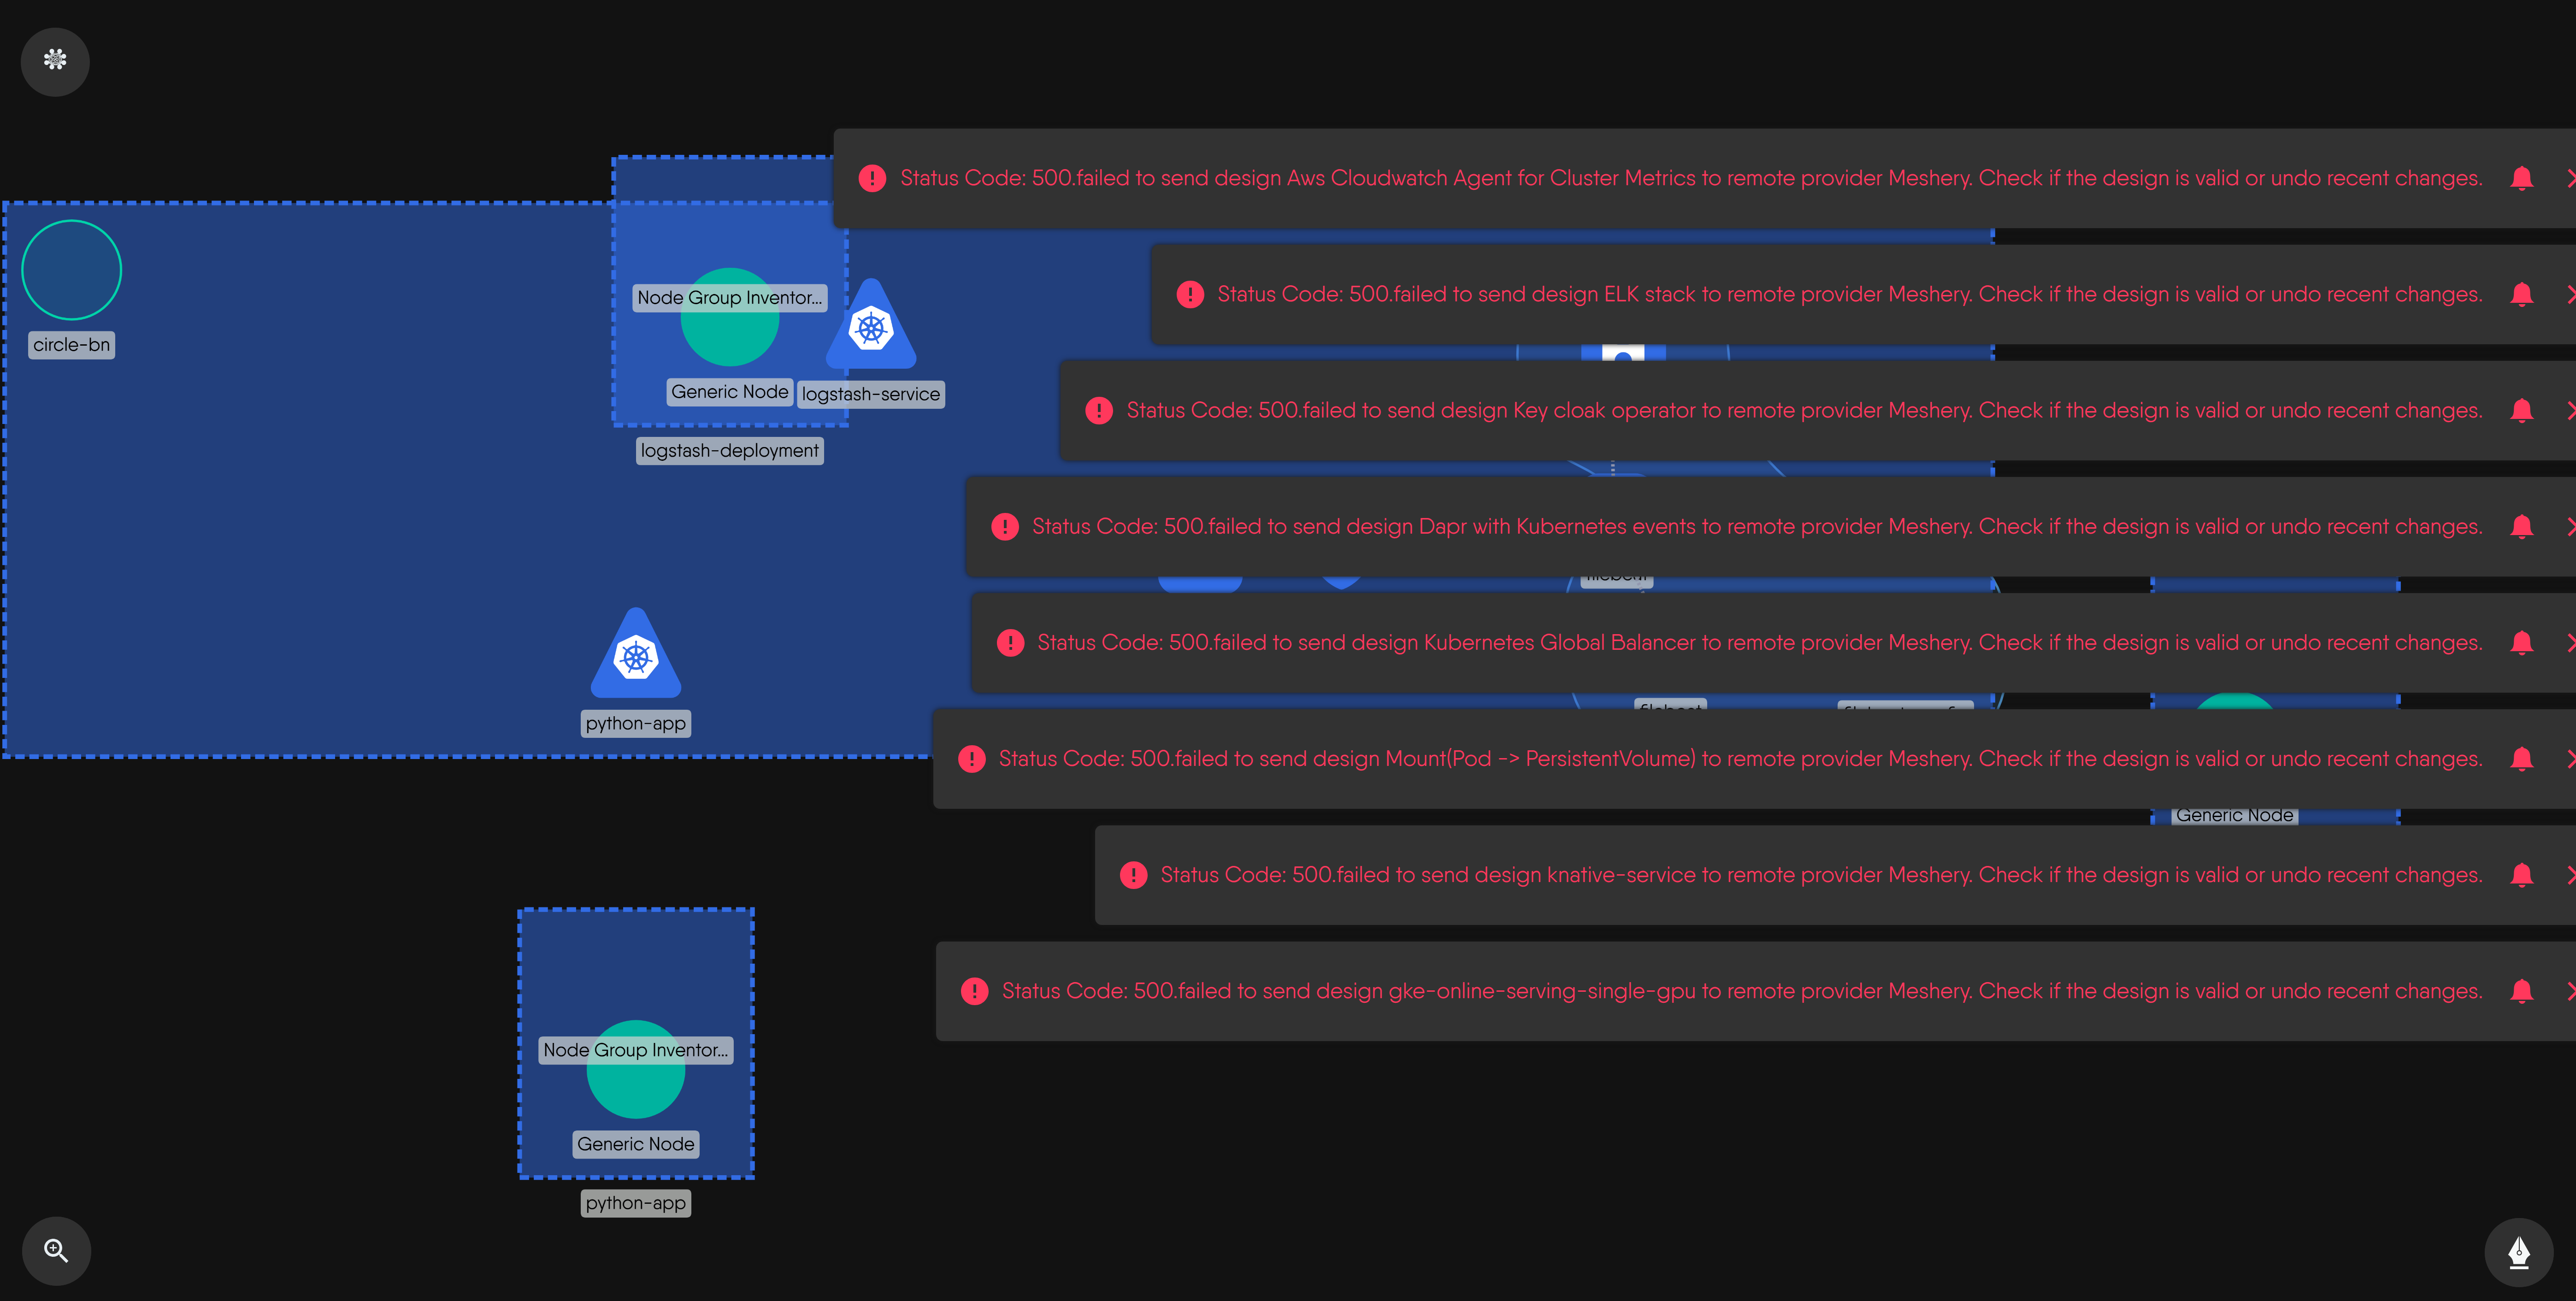 Status Code: 500.failed to send design Aws Cloudwatch Agent for Cluster Metrics to remote provider Meshery. Check if the design is valid or undo recent changes.
Status Code: 500.failed to send design ELK stack to remote provider Meshery. Check if the design is valid or undo recent changes.
Node Group Inventor...
circle-bn
Generic Node
logstash-service
Status Code: 500.failed to send design Key cloak operator to remote provider Meshery. Check if the design is valid or undo recent changes.
logstash-deployment
Status Code: 500.failed to send design Dapr with Kubernetes events to remote provider Meshery. Check if the design is valid or undo recent changes.
Status Code: 500.failed to send design Kubernetes Global Balancer to remote provider Meshery. Check if the design is valid or undo recent changes.
python-app
Status Code: 500.failed to send design Mount(Pod -> PersistentVolume) to remote provider Meshery. Check if the design is valid or undo recent changes.
Generic Node
Status Code: 500.failed to send design knative-service to remote provider Meshery. Check if the design is valid or undo recent changes.
Status Code: 500.failed to send design gke-online-serving-single-gpu to remote provider Meshery. Check if the design is valid or undo recent changes.
Node Group Inventor...
Generic Node
python-app